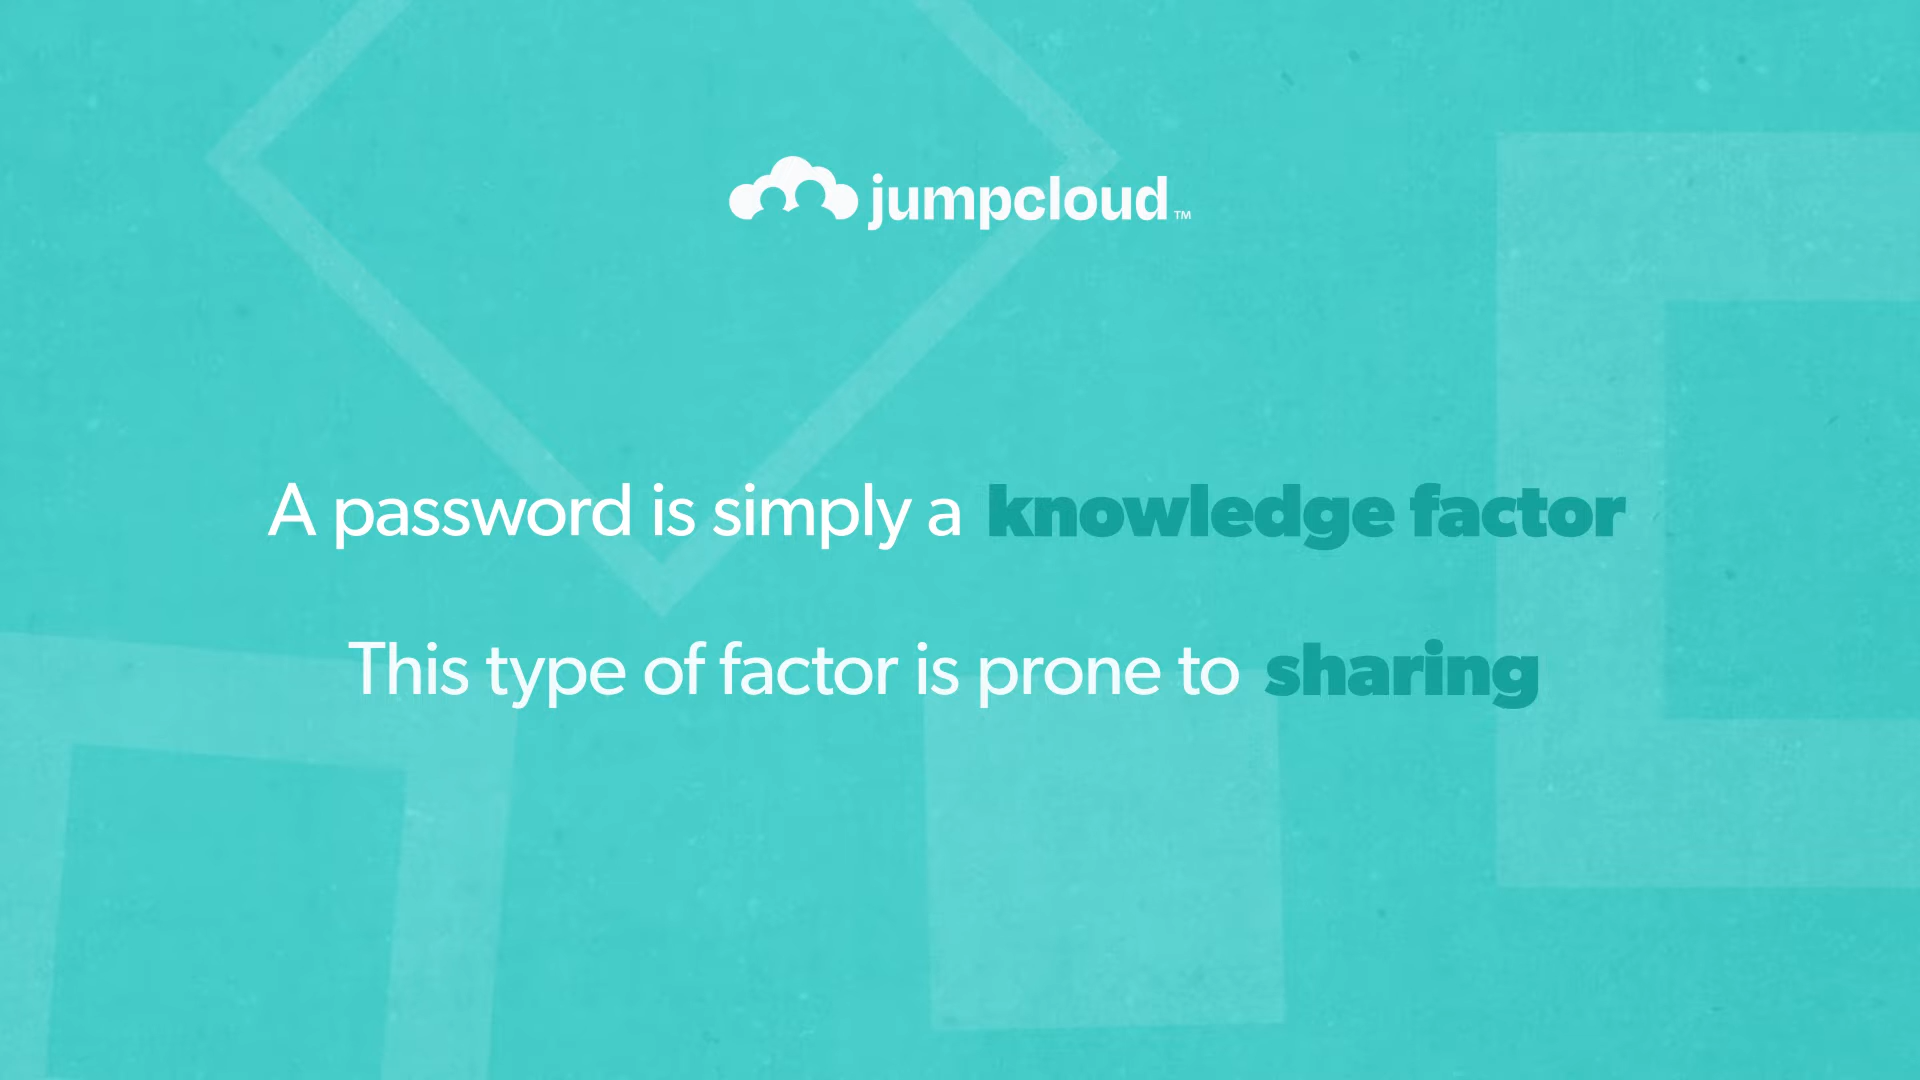 jumpcloud™
A password is simply a knowledge factor
This type of factor is prone to sharing